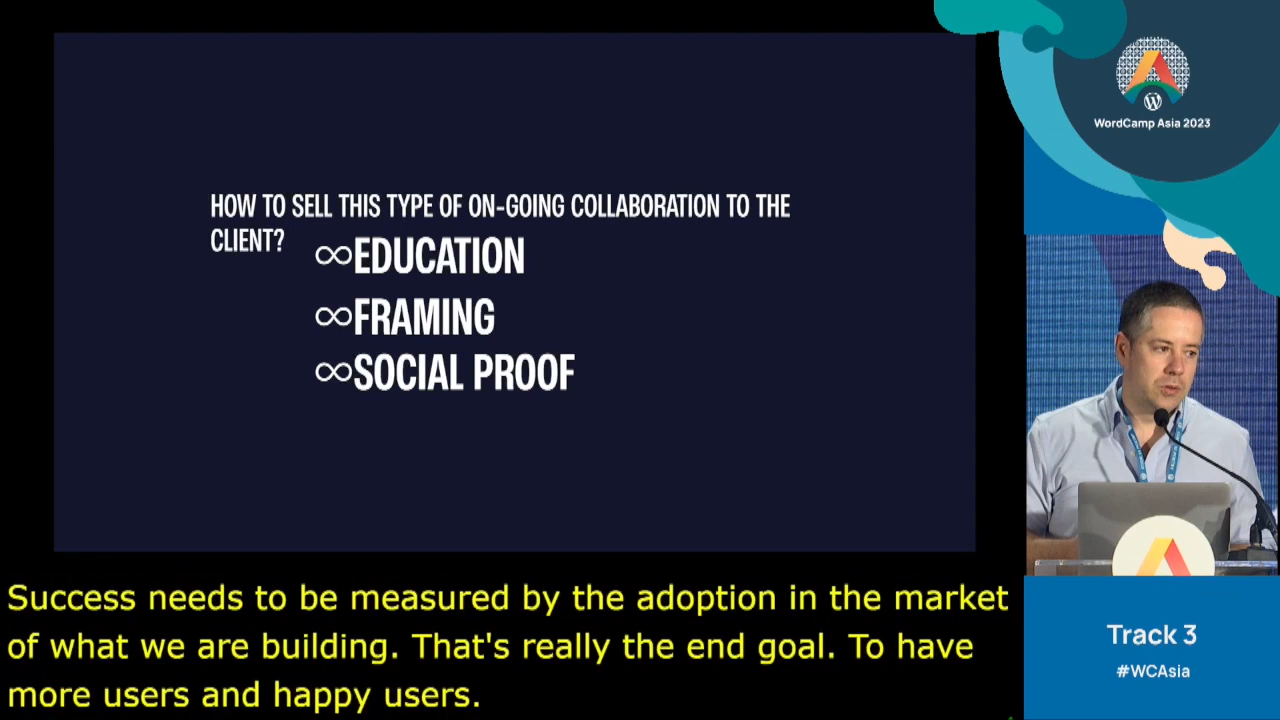 HOW TO SELL THIS TYPE OF ON-GOING COLLABORATION TO THE
CLIENT?
∞EDUCATION
∞FRAMING
∞SOCIAL PROOF
WordCamp Asia 2023
Success needs to be measured by the adoption in the market
of what we are building. That's really the end goal. To have
more users and happy users.
Track 3
#WCAsia